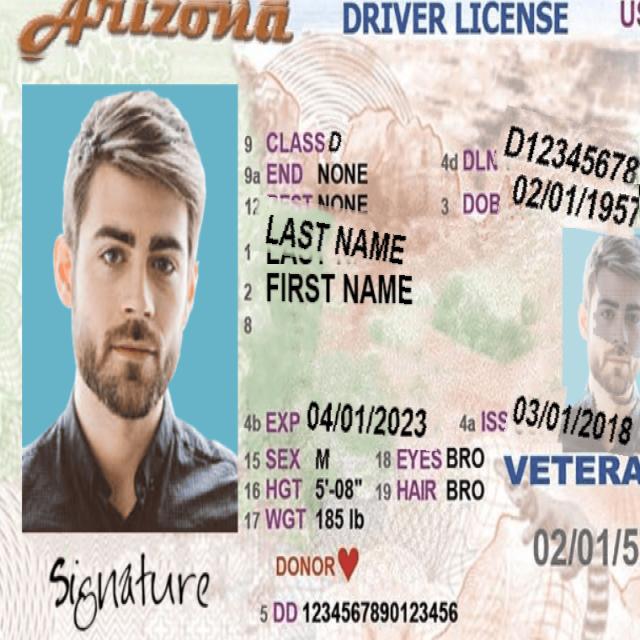 Arizona DRIVER LICENSE US
9 CLASS D
4d DLN D12345678
9a END NONE
12 REST NONE
3 DOB 02/01/1957
1 LAST NAME
2 FIRST NAME
8
4b EXP 04/01/2023 4a ISS 03/01/2018
15 SEX M 18 EYES BRO
16 HGT 5'-08" 19 HAIR BRO
17 WGT 185 lb
VETERA
02/01/5
DONOR
Signature
5 DD 1234567890123456